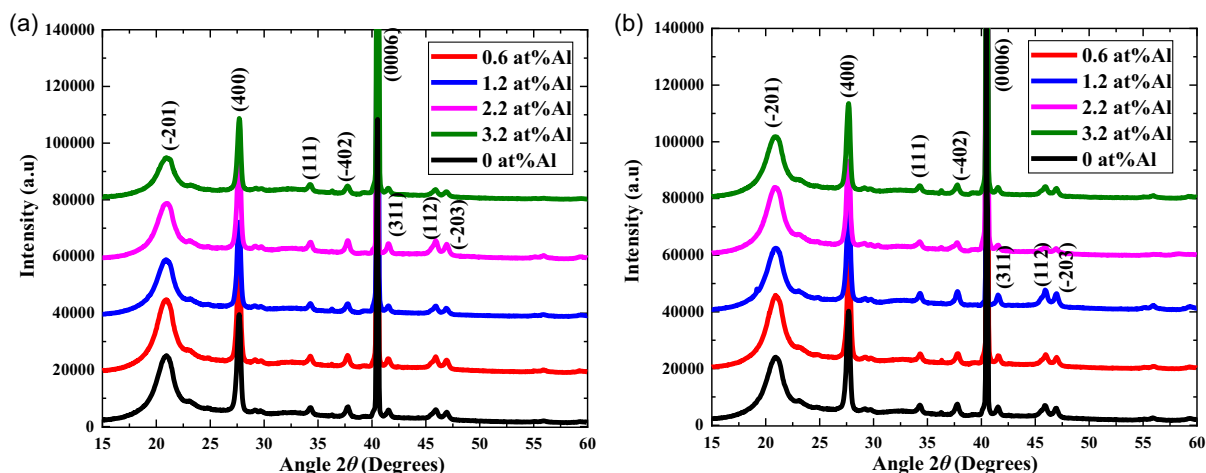 (a)
140000
120000
100000
80000
60000
40000
20000
0
Intensity (a.u)
15 20 25 30 35 40 45 50 55 60
Angle 2θ (Degrees)
(-201)
(400)
(111)
(-402)
(0006)
(311)
(112)
(-203)
0.6 at%Al
1.2 at%Al
2.2 at%Al
3.2 at%Al
0 at%Al
(b)
140000
120000
100000
80000
60000
40000
20000
0
Intensity (a.u)
15 20 25 30 35 40 45 50 55 60
Angle 2θ (Degrees)
(-201)
(400)
(111)
(-402)
(0006)
(311)
(112)
(-203)
0.6 at%Al
1.2 at%Al
2.2 at%Al
3.2 at%Al
0 at%Al